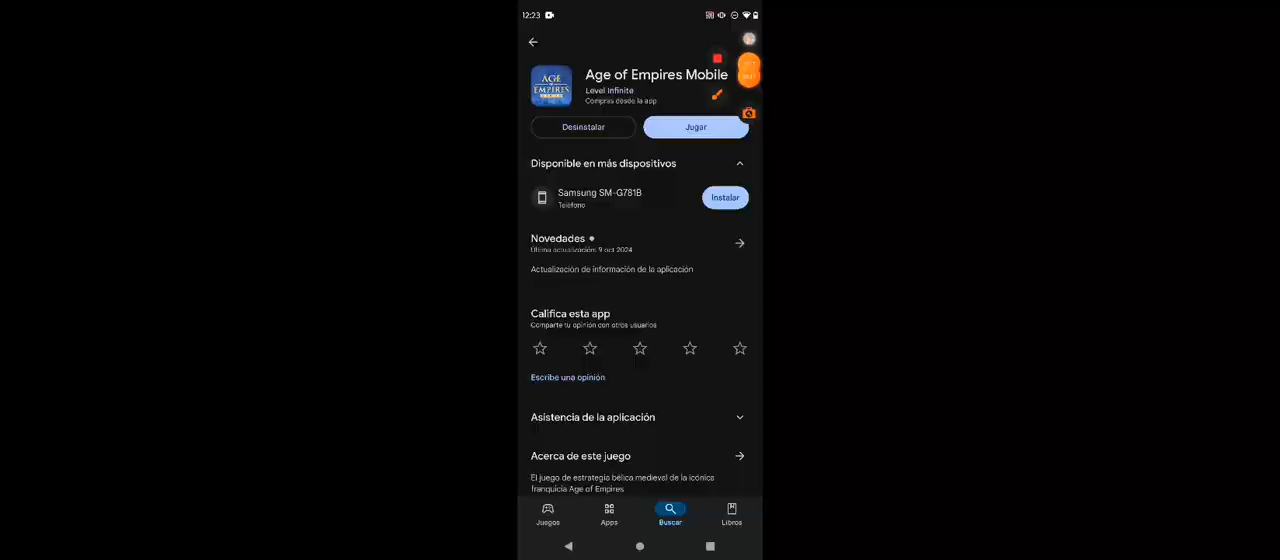 12:23
Age of Empires Mobile
Level Infinite
Compras desde la app
AGE
OF
EMPIRES
Desinstalar
Jugar
Disponible en más dispositivos
Samsung SM-G781B
Teléfono
Instalar
Novedades
Última actualización: 9 oct 2024
Actualización de información de la aplicación
Califica esta app
Comparte tu opinión con otros usuarios
Escribe una opinión
Asistencia de la aplicación
Acerca de este juego
El juego de estrategia bélica medieval de la icónica
franquicia Age of Empires
Juegos
Apps
Buscar
Libros